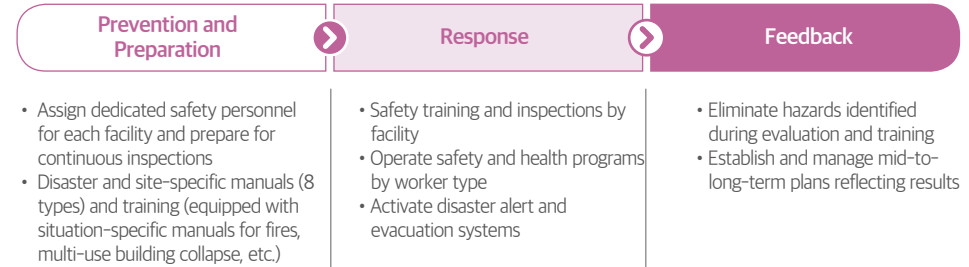 Prevention and
Preparation
Response
Feedback
• Assign dedicated safety personnel
for each facility and prepare for
continuous inspections
• Disaster and site-specific manuals (8
types) and training (equipped with
situation-specific manuals for fires,
multi-use building collapse, etc.)
• Safety training and inspections by
facility
• Operate safety and health programs
by worker type
• Activate disaster alert and
evacuation systems
• Eliminate hazards identified
during evaluation and training
• Establish and manage mid-to-
long-term plans reflecting results